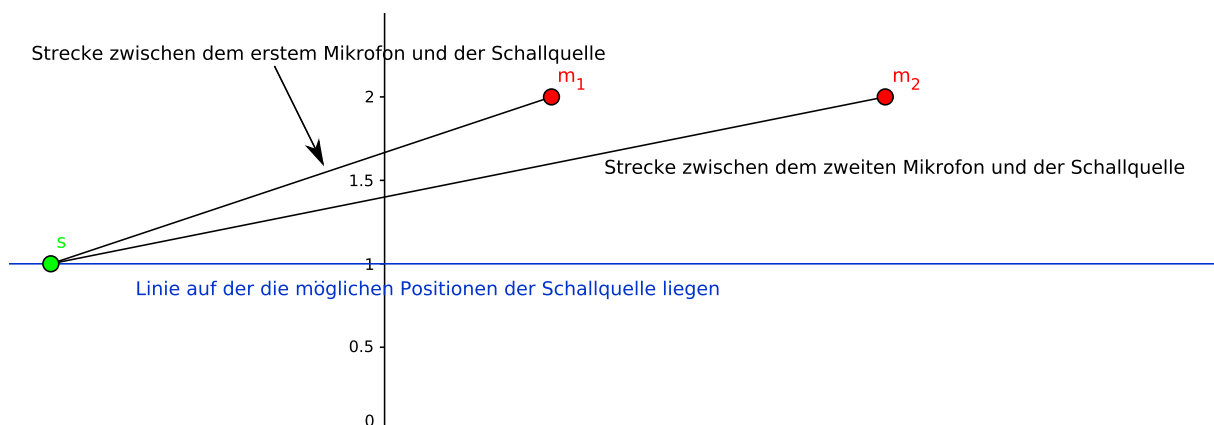 Strecke zwischen dem erstem Mikrofon und der Schallquelle
m1
m2
2
Strecke zwischen dem zweiten Mikrofon und der Schallquelle
1.5
s
1
Linie auf der die möglichen Positionen der Schallquelle liegen
0.5
0